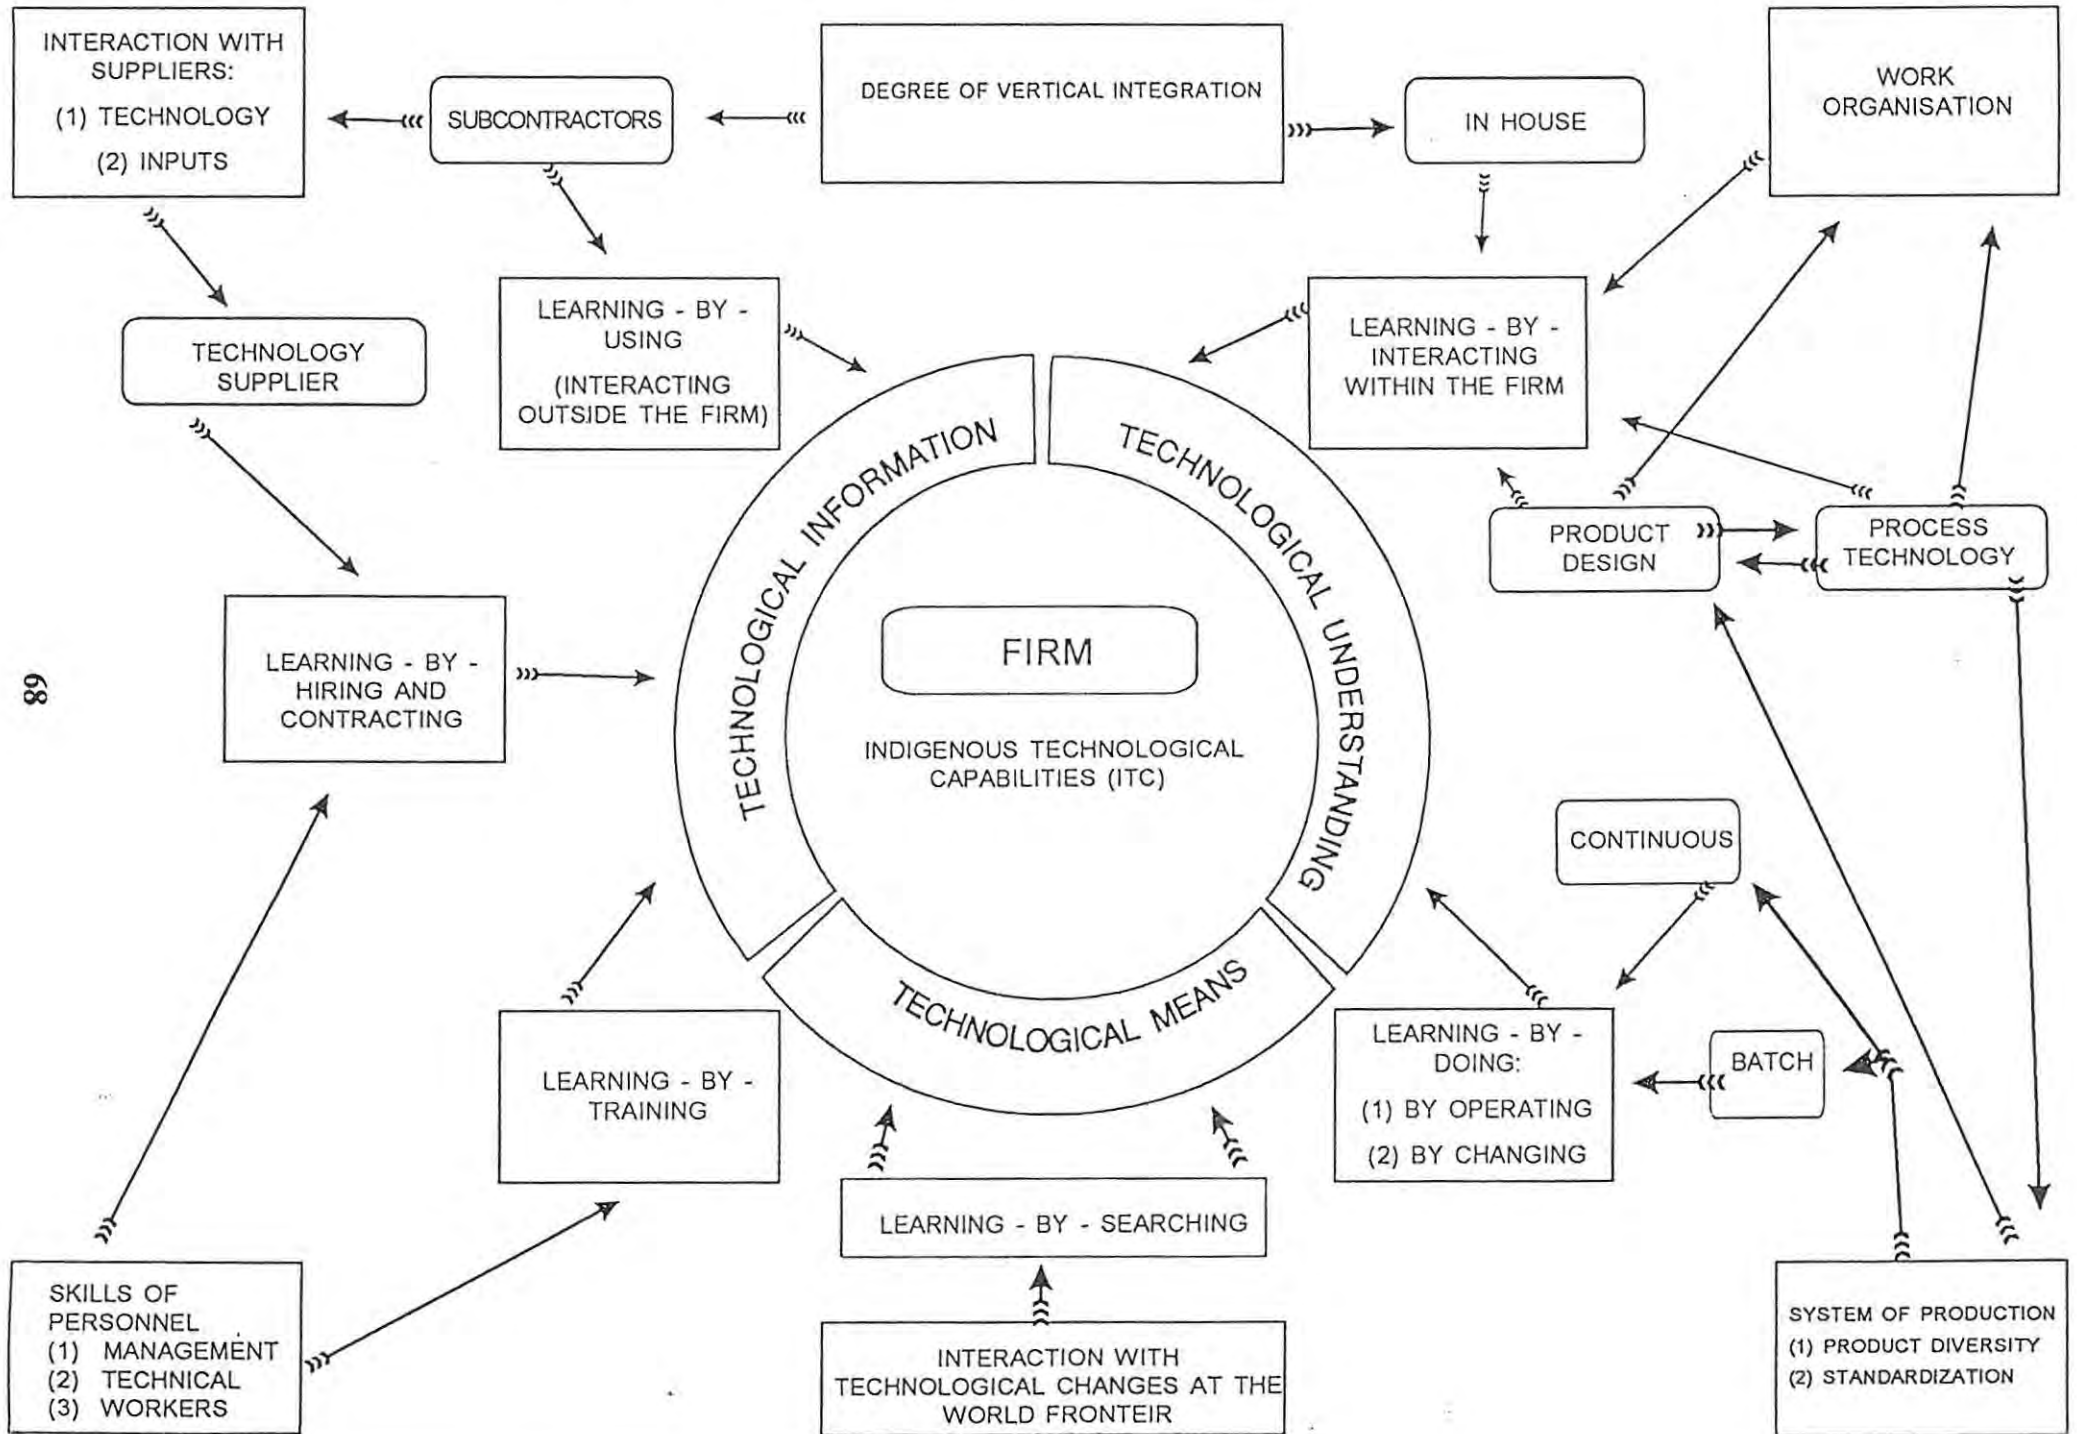 INTERACTION WITH
SUPPLIERS:
(1) TECHNOLOGY
(2) INPUTS
SUBCONTRACTORS
DEGREE OF VERTICAL INTEGRATION
IN HOUSE
WORK
ORGANISATION
TECHNOLOGY
SUPPLIER
LEARNING - BY -
USING
(INTERACTING
OUTSIDE THE FIRM)
LEARNING - BY -
INTERACTING
WITHIN THE FIRM
PRODUCT
DESIGN
PROCESS
TECHNOLOGY
TECHNOLOGICAL INFORMATION
TECHNOLOGICAL UNDERSTANDING
TECHNOLOGICAL MEANS
FIRM
INDIGENOUS TECHNOLOGICAL
CAPABILITIES (ITC)
68
LEARNING - BY -
HIRING AND
CONTRACTING
CONTINUOUS
BATCH
LEARNING - BY -
DOING:
(1) BY OPERATING
(2) BY CHANGING
LEARNING - BY -
TRAINING
LEARNING - BY - SEARCHING
SKILLS OF
PERSONNEL
(1) MANAGEMENT
(2) TECHNICAL
(3) WORKERS
INTERACTION WITH
TECHNOLOGICAL CHANGES AT THE
WORLD FRONTEIR
SYSTEM OF PRODUCTION
(1) PRODUCT DIVERSITY
(2) STANDARDIZATION